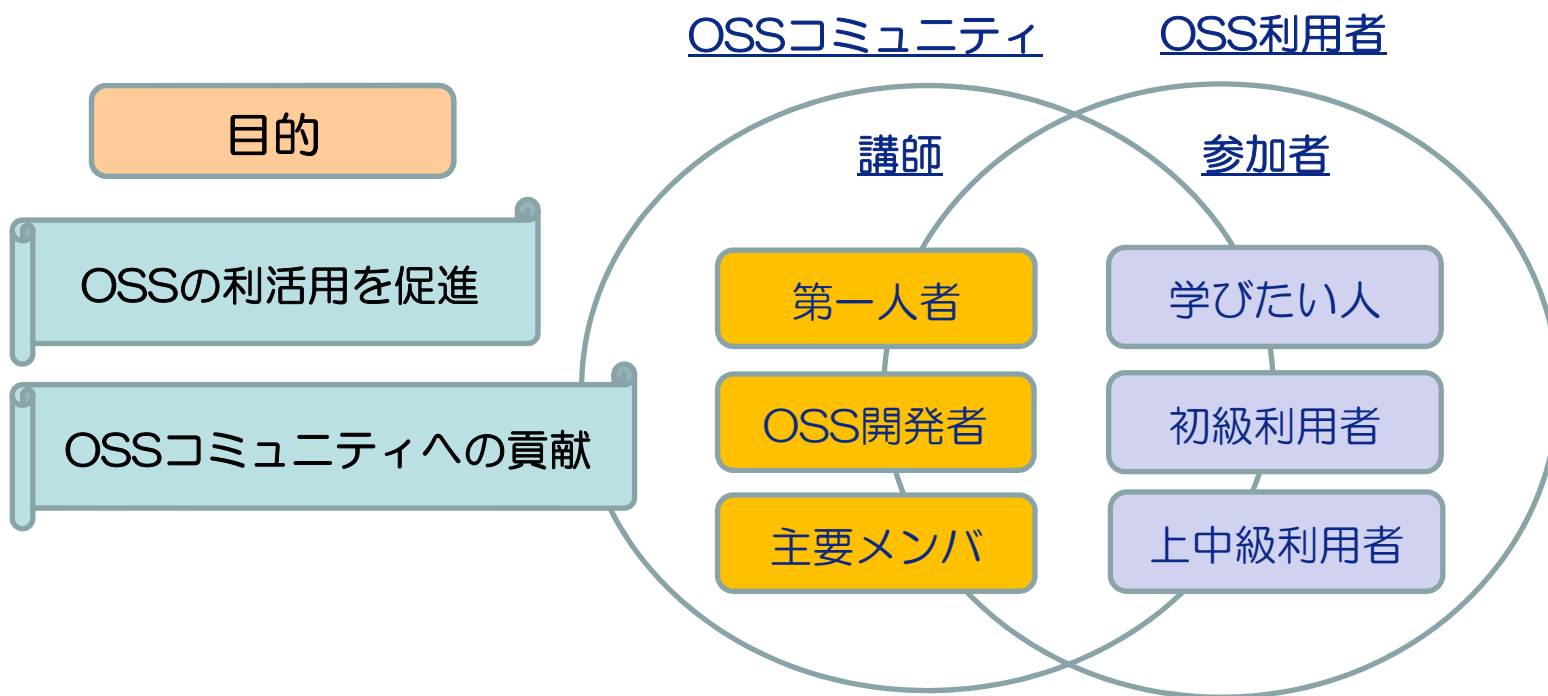 目的
OSSの利活用を促進
OSSコミュニティへの貢献
OSSコミュニティ
OSS利用者
講師
参加者
第一人者
OSS開発者
主要メンバ
学びたい人
初級利用者
上中級利用者